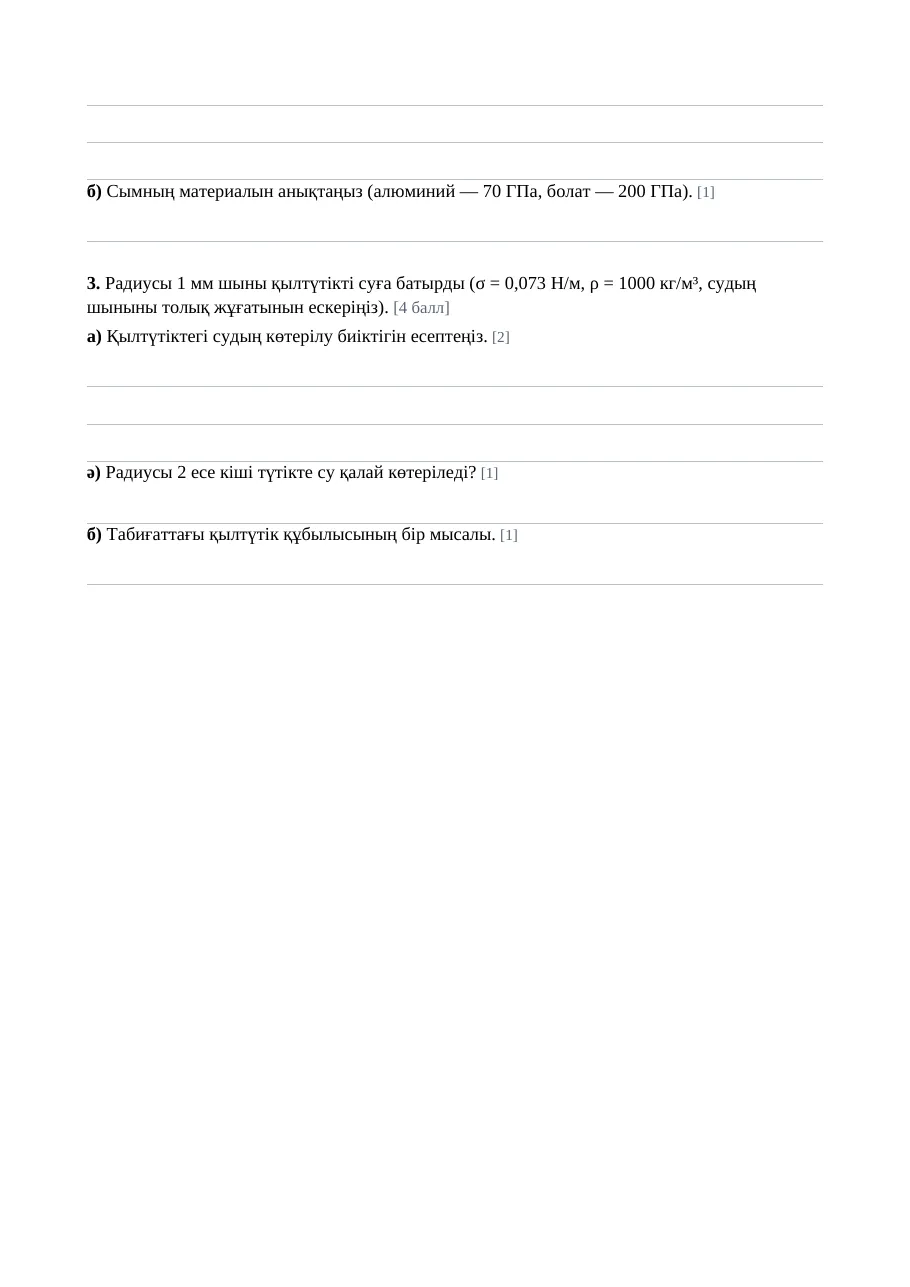 б) Сымның материалын анықтаңыз (алюминий — 70 ГПа, болат — 200 ГПа). [1]
3. Радиусы 1 мм шыны қылтүтікті суға батырды (σ = 0,073 Н/м, ρ = 1000 кг/м³, судың
шыныны толық жұғатынын ескеріңіз). [4 балл]
а) Қылтүтіктегі судың көтерілу биіктігін есептеңіз. [2]
ә) Радиусы 2 есе кіші түтікте су қалай көтеріледі? [1]
б) Табиғаттағы қылтүтік құбылысының бір мысалы. [1]